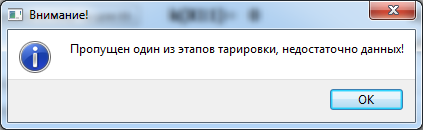 Внимание!
Пропущен один из этапов тарировки, недостаточно данных!
OK